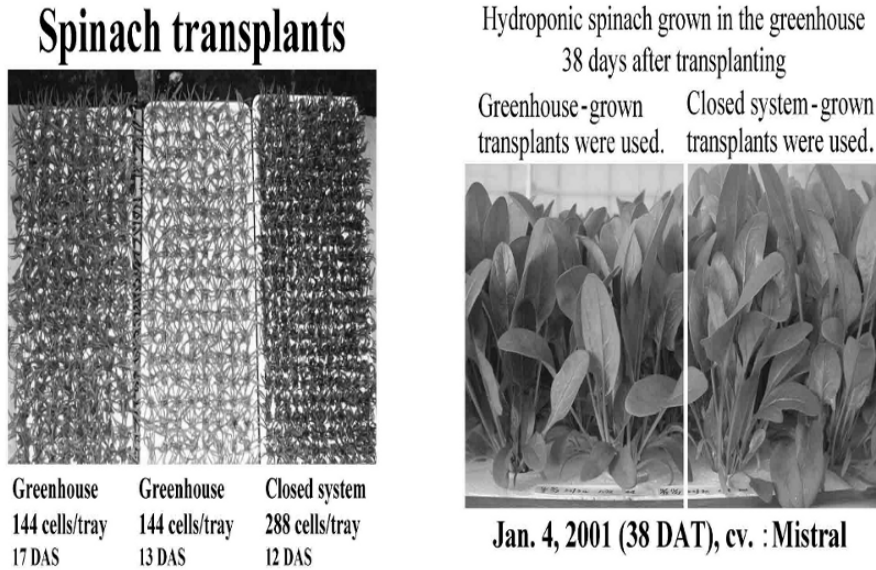 Spinach transplants
Greenhouse
144 cells/tray
17 DAS
Greenhouse
144 cells/tray
13 DAS
Closed system
288 cells/tray
12 DAS
Hydroponic spinach grown in the greenhouse
38 days after transplanting
Greenhouse-grown
transplants were used.
Closed system-grown
transplants were used.
Jan. 4, 2001 (38 DAT), cv. : Mistral